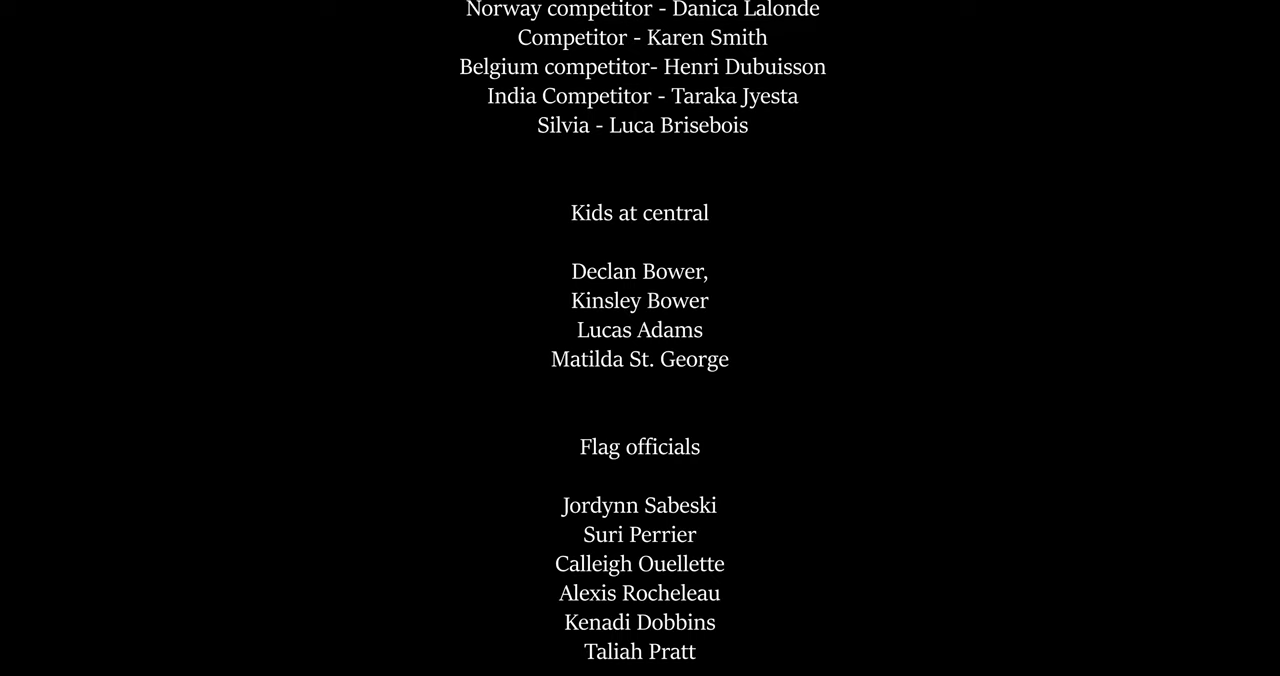 Norway competitor - Danica Lalonde
Competitor - Karen Smith
Belgium competitor- Henri Dubuisson
India Competitor - Taraka Jyesta
Silvia - Luca Brisebois
Kids at central
Declan Bower,
Kinsley Bower
Lucas Adams
Matilda St. George
Flag officials
Jordynn Sabeski
Suri Perrier
Calleigh Ouellette
Alexis Rocheleau
Kenadi Dobbins
Taliah Pratt